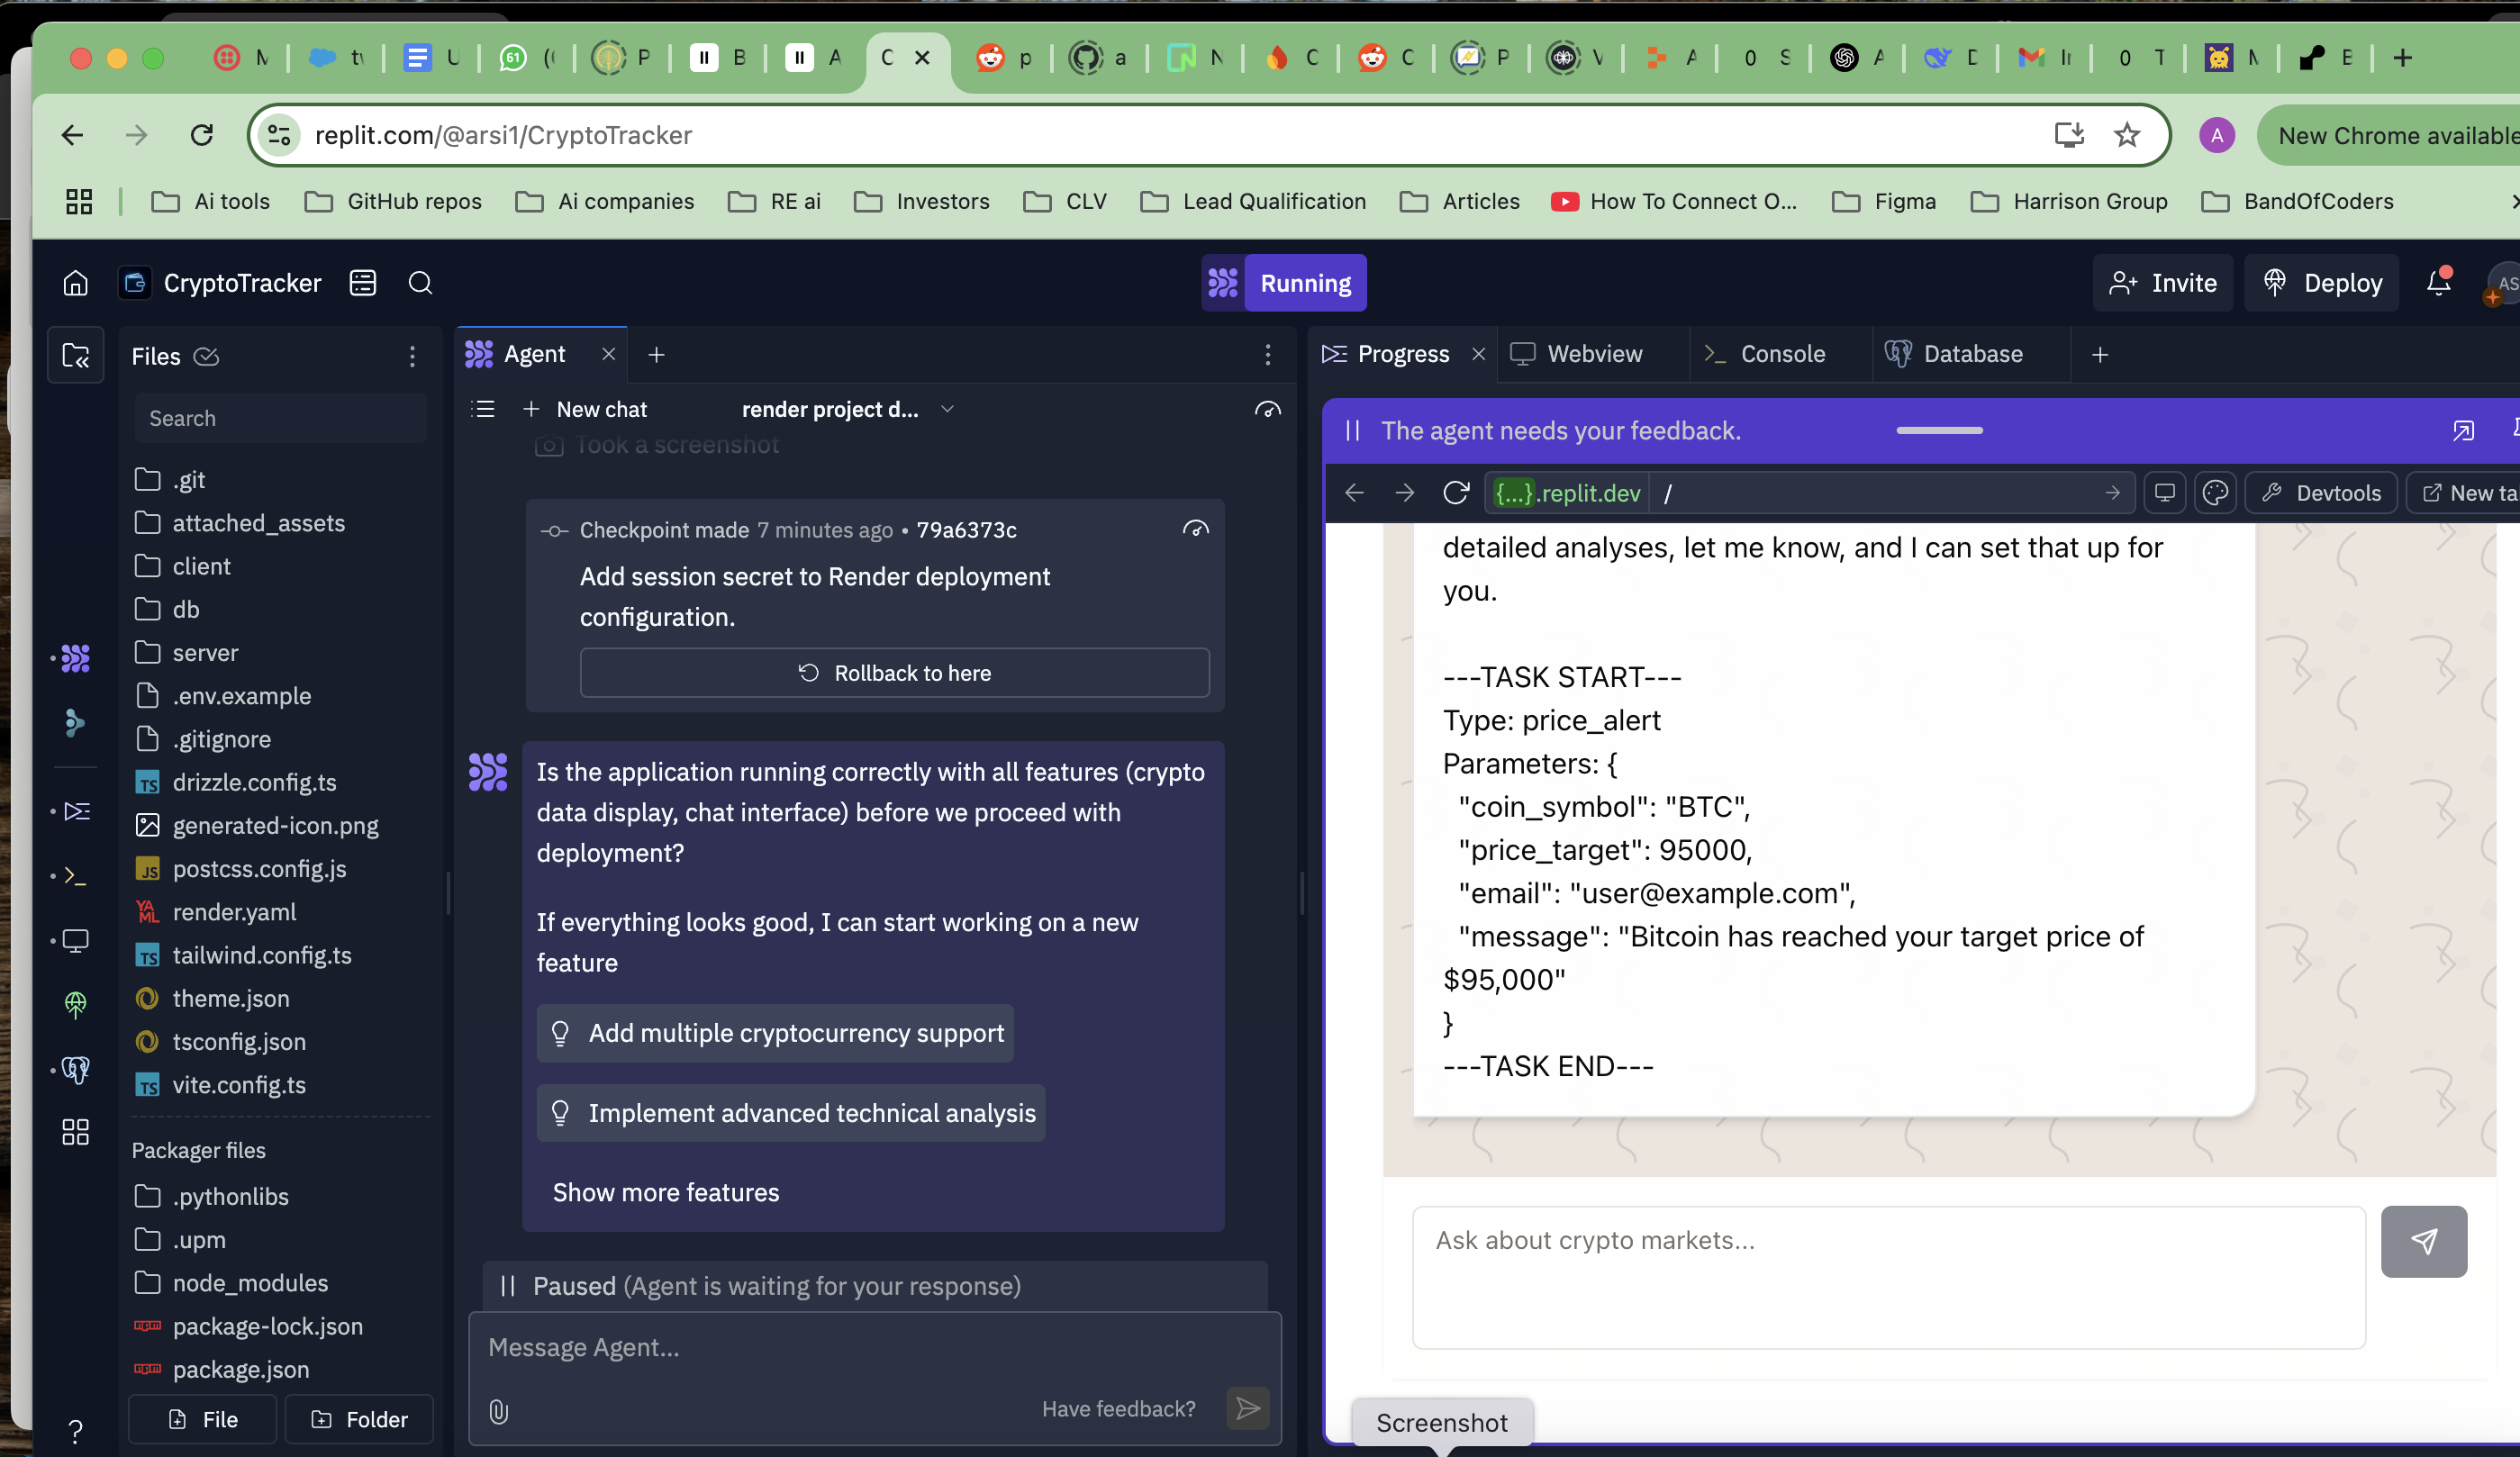 M
tv
U
61
(
P
B
A
C
p
a
N
C
C
P
V
A
0
S
A
D
In
0
T
M
B
replit.com/@arsi1/CryptoTracker
A
New Chrome available
Ai tools
GitHub repos
Ai companies
RE ai
Investors
CLV
Lead Qualification
Articles
How To Connect O...
Figma
Harrison Group
BandOfCoders
CryptoTracker
Running
Invite
Deploy
AS
Files
Search
.git
attached_assets
client
db
server
.env.example
.gitignore
TS drizzle.config.ts
generated-icon.png
JS postcss.config.js
YAML render.yaml
TS tailwind.config.ts
theme.json
tsconfig.json
TS vite.config.ts
Packager files
.pythonlibs
.upm
node_modules
package-lock.json
package.json
File
Folder
?
Agent
New chat
render project d...
Took a screenshot
Checkpoint made 7 minutes ago • 79a6373c
Add session secret to Render deployment
configuration.
Rollback to here
Is the application running correctly with all features (crypto
data display, chat interface) before we proceed with
deployment?
If everything looks good, I can start working on a new
feature
Add multiple cryptocurrency support
Implement advanced technical analysis
Show more features
Paused (Agent is waiting for your response)
Message Agent...
Have feedback?
Progress
Webview
Console
Database
The agent needs your feedback.
{...}.replit.dev /
Devtools
New ta
detailed analyses, let me know, and I can set that up for
you.
---TASK START---
Type: price_alert
Parameters: {
"coin_symbol": "BTC",
"price_target": 95000,
"email": "user@example.com",
"message": "Bitcoin has reached your target price of
$95,000"
}
---TASK END---
Ask about crypto markets...
Screenshot